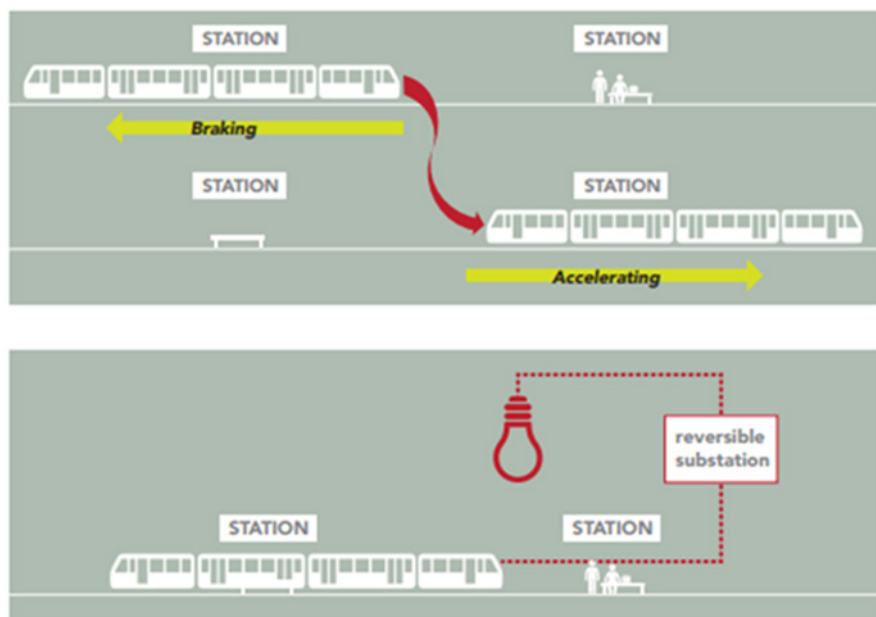 STATION
STATION
Braking
STATION
STATION
Accelerating
reversible
substation
STATION
STATION